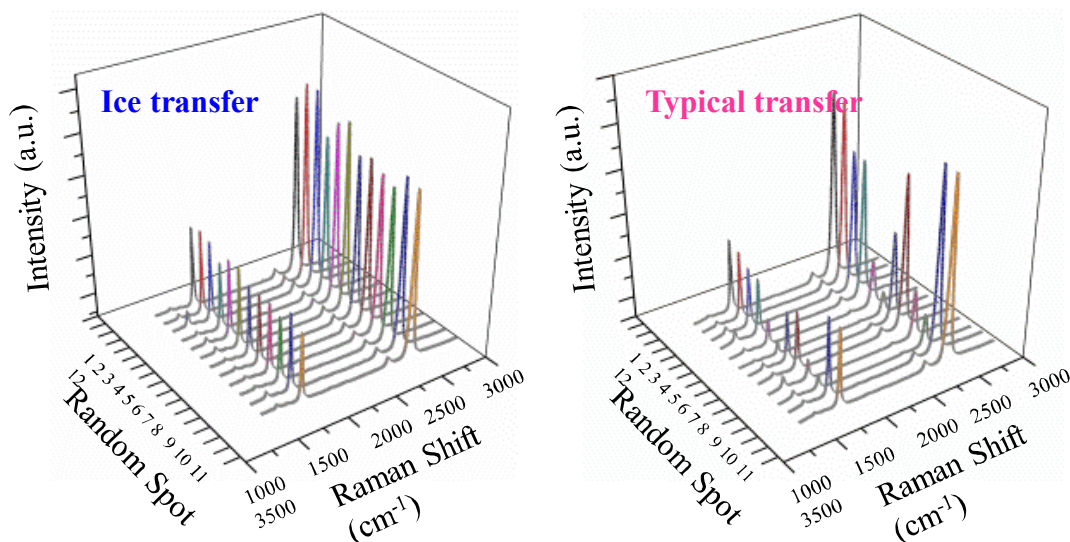 Ice transfer
Intensity (a.u.)
1 2 3 4 5 6 7 8 9 10 11
12
Random Spot
1000 1500 2000 2500 3000
3500
Raman Shift
(cm-1)
Typical transfer
Intensity (a.u.)
1 2 3 4 5 6 7 8 9 10 11
12
Random Spot
1000 1500 2000 2500 3000
3500
Raman Shift
(cm-1)